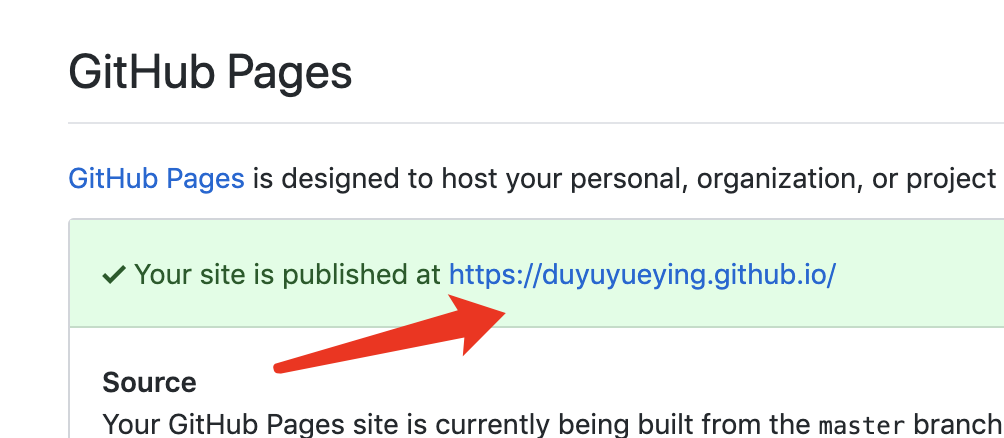 GitHub Pages
GitHub Pages is designed to host your personal, organization, or project
Your site is published at https://duyuyueying.github.io/
Source
Your GitHub Pages site is currently being built from the master branch